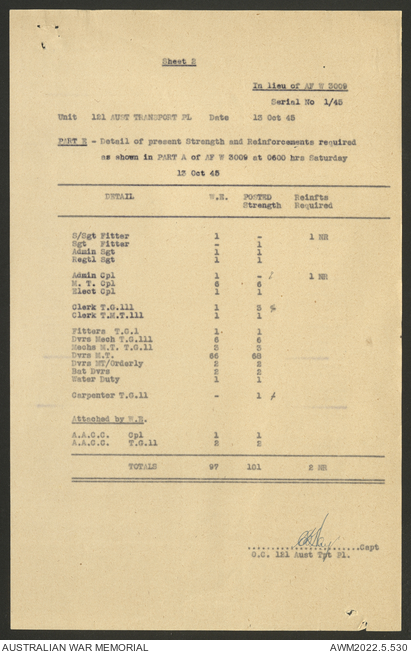 Sheet 2
In lieu of AF W 3009
Serial No 1/45
Unit 121 AUST TRANSPORT PL Date 13 Oct 45
PART E - Detail of present Strength and Reinforcements required
as shown in PART A of AF W 3009 at 0600 hrs Saturday
13 Oct 45
DETAIL W.E. POSTED Strength Reinfts Required
S/Sgt Fitter 1 - 1 NR
Sgt Fitter - 1
Admin Sgt 1 1
Regtl Sgt 1 1
Admin Cpl 1 - 1 NR
M. T. Cpl 6 6
Elect Cpl 1 1
Clerk T.G.111 1 3
Clerk T.M.T.111 1 1
Fitters T.G.1 1 1
Dvrs Mech T.G.111 6 6
Mechs M.T. T.G.11 3 3
Dvrs M.T. 66 68
Dvrs MT/Orderly 2 2
Bat Dvrs 2 2
Water Duty 1 1
Carpenter T.G.11 - 1
Attached by W.E.
A.A.C.C. Cpl 1 1
A.A.C.C. T.G.11 2 2
TOTALS 97 101 2 NR
Capt
O.C. 121 Aust Tpt Pl.
AUSTRALIAN WAR MEMORIAL AWM2022.5.530